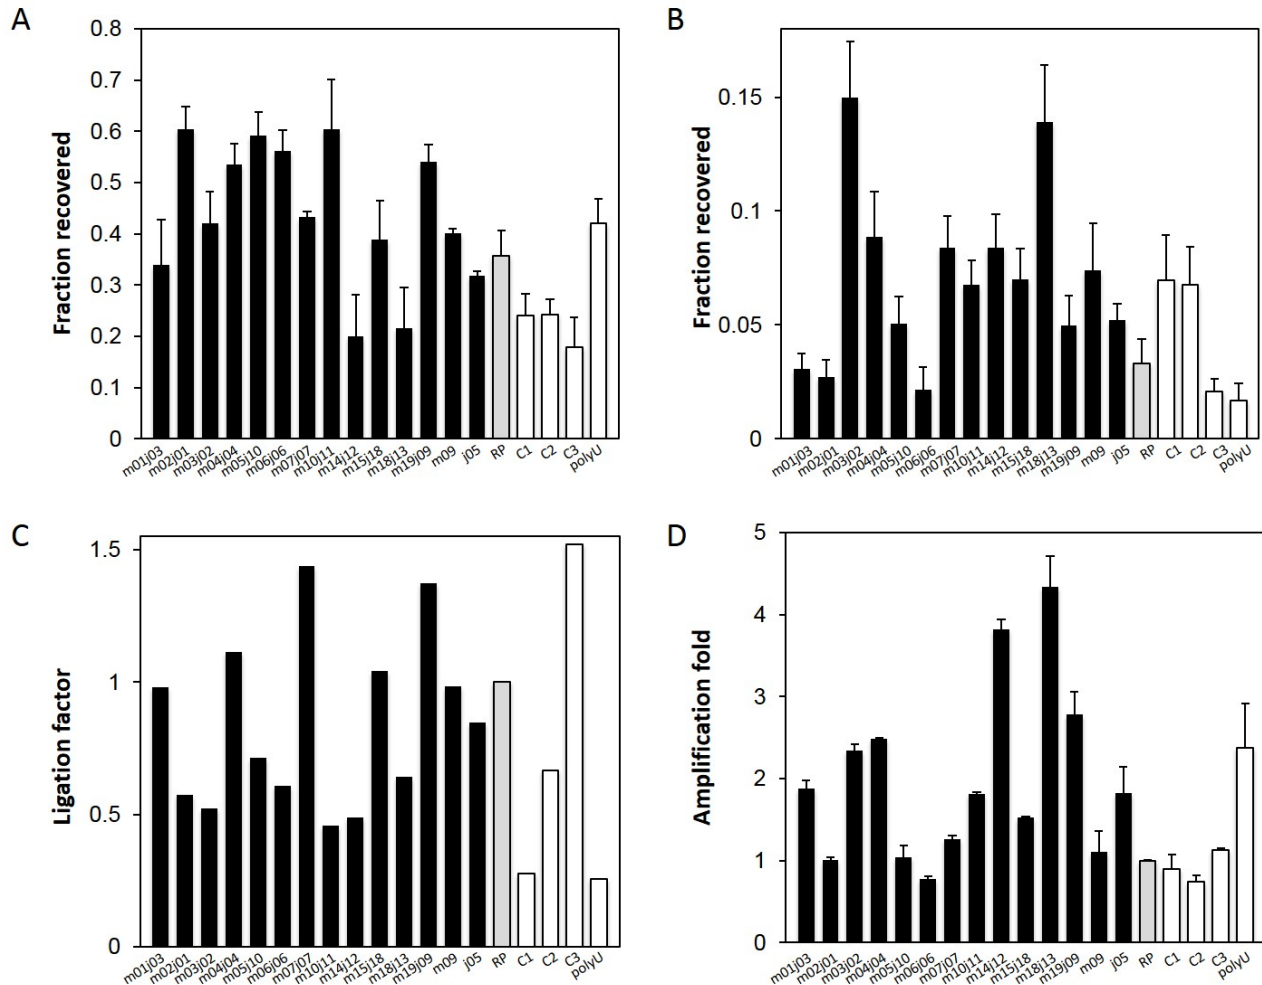 A
0.8
0.7
0.6
0.5
0.4
0.3
0.2
0.1
0
Fraction recovered
m01j03 m02j01 m03j02 m04j04 m05j10 m06j06 m07j07 m10j11 m14j12 m15j18 m18j13 m19j09 m09 j05 RP C1 C2 C3 polyU
B
0.15
0.1
0.05
0
Fraction recovered
m01j03 m02j01 m03j02 m04j04 m05j10 m06j06 m07j07 m10j11 m14j12 m15j18 m18j13 m19j09 m09 j05 RP C1 C2 C3 polyU
C
1.5
1
0.5
0
Ligation factor
m01j03 m02j01 m03j02 m04j04 m05j10 m06j06 m07j07 m10j11 m14j12 m15j18 m18j13 m19j09 m09 j05 RP C1 C2 C3 polyU
D
5
4
3
2
1
0
Amplification fold
m01j03 m02j01 m03j02 m04j04 m05j10 m06j06 m07j07 m10j11 m14j12 m15j18 m18j13 m19j09 m09 j05 RP C1 C2 C3 polyU